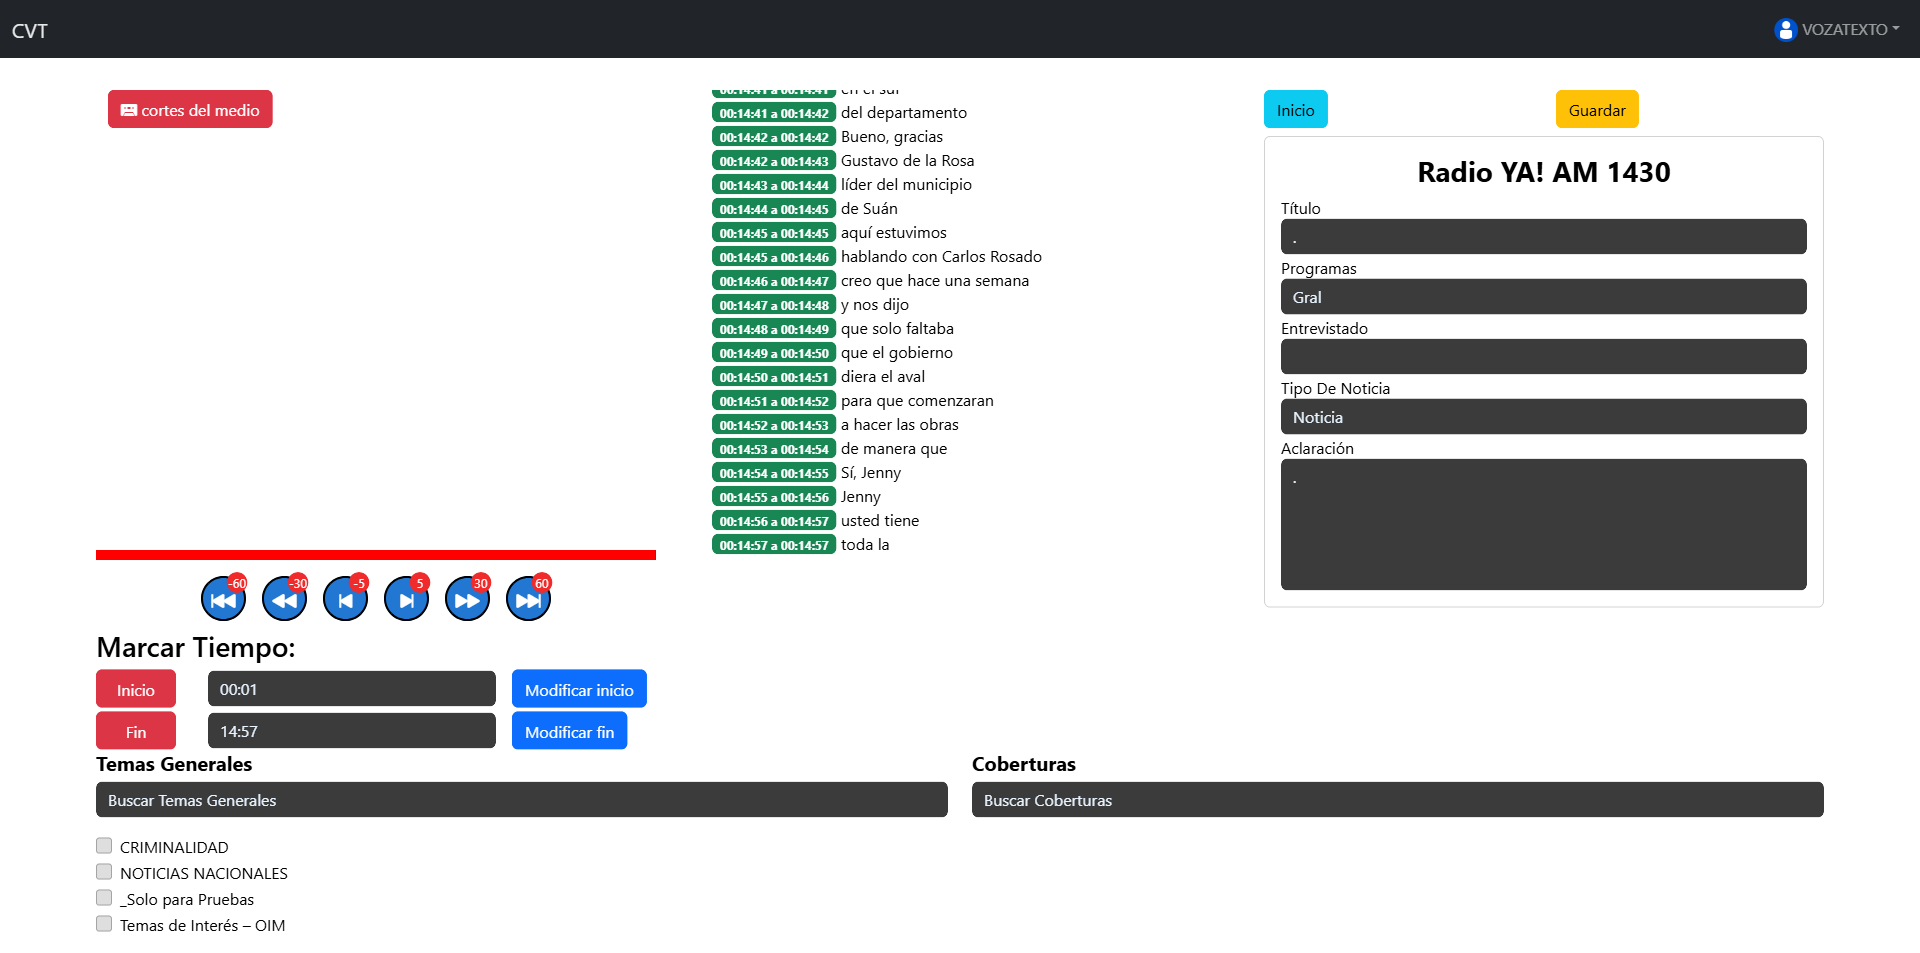 CVT
VOZATEXTO
cortes del medio
00:14:41 a 00:14:41 en el sur
00:14:41 a 00:14:42 del departamento
00:14:42 a 00:14:42 Bueno, gracias
00:14:42 a 00:14:43 Gustavo de la Rosa
00:14:43 a 00:14:44 líder del municipio
00:14:44 a 00:14:45 de Suán
00:14:45 a 00:14:45 aquí estuvimos
00:14:45 a 00:14:46 hablando con Carlos Rosado
00:14:46 a 00:14:47 creo que hace una semana
00:14:47 a 00:14:48 y nos dijo
00:14:48 a 00:14:49 que solo faltaba
00:14:49 a 00:14:50 que el gobierno
00:14:50 a 00:14:51 diera el aval
00:14:51 a 00:14:52 para que comenzaran
00:14:52 a 00:14:53 a hacer las obras
00:14:53 a 00:14:54 de manera que
00:14:54 a 00:14:55 Sí, Jenny
00:14:55 a 00:14:56 Jenny
00:14:56 a 00:14:57 usted tiene
00:14:57 a 00:14:57 toda la
Inicio
Guardar
Radio YA! AM 1430
Título
.
Programas
Gral
Entrevistado
Tipo De Noticia
Noticia
Aclaración
.
-60 -30 -5 5 30 60
Marcar Tiempo:
Inicio 00:01 Modificar inicio
Fin 14:57 Modificar fin
Temas Generales
Buscar Temas Generales
CRIMINALIDAD
NOTICIAS NACIONALES
_Solo para Pruebas
Temas de Interés – OIM
Coberturas
Buscar Coberturas